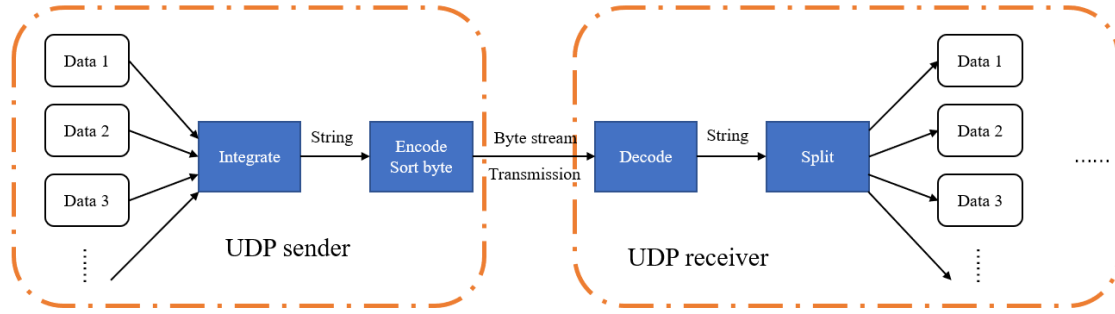 Data 1
Data 2
Data 3
......
Integrate
String
Encode
Sort byte
UDP sender
Byte stream
Transmission
Decode
String
Split
UDP receiver
Data 1
Data 2
Data 3
......
......